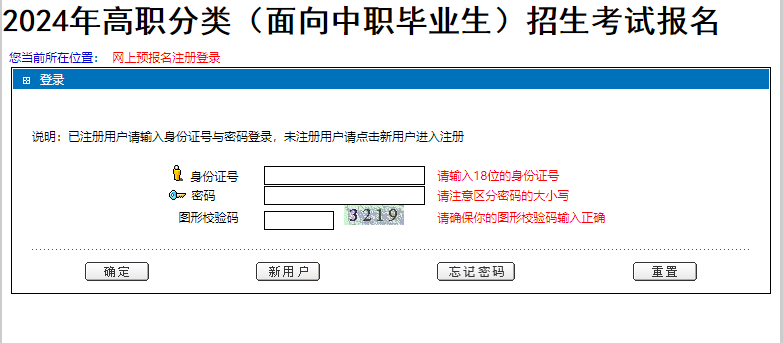 2024年高职分类（面向中职毕业生）招生考试报名
您当前所在位置： 网上预报名注册登录
登录
说明：已注册用户请输入身份证号与密码登录，未注册用户请点击新用户进入注册
身份证号 请输入18位的身份证号
密码 请注意区分密码的大小写
图形校验码 3219 请确保你的图形校验码输入正确
确定 新用户 忘记密码 重置